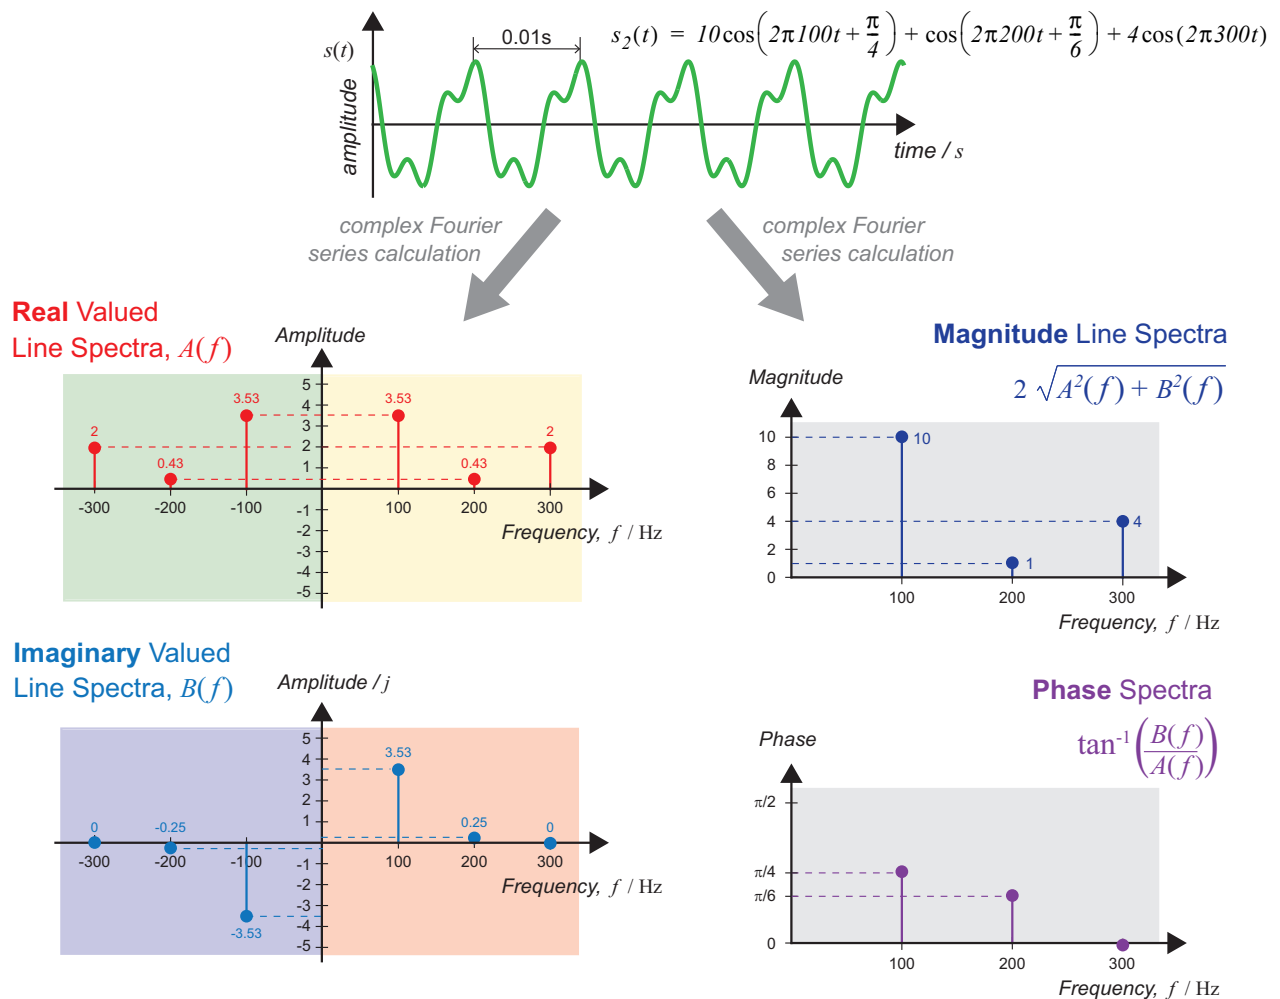 s₂(t) = 10cos(2π100t + π/4) + cos(2π200t + π/6) + 4cos(2π300t)
0.01s
s(t)
amplitude
time / s
complex Fourier
series calculation
complex Fourier
series calculation
Real Valued
Line Spectra, A(f)
Amplitude
5
4
3
2
1
-1
-2
-3
-4
-5
2
0.43
3.53
3.53
0.43
2
-300
-200
-100
100
200
300
Frequency, f / Hz
Magnitude Line Spectra
2 √(A²(f) + B²(f))
Magnitude
10
8
6
4
2
0
10
1
4
100
200
300
Frequency, f / Hz
Imaginary Valued
Line Spectra, B(f)
Amplitude / j
5
4
3
2
1
-1
-2
-3
-4
-5
0
-0.25
-3.53
3.53
0.25
0
-300
-200
-100
100
200
300
Frequency, f / Hz
Phase Spectra
tan⁻¹(B(f)/A(f))
Phase
π/2
π/4
π/6
0
100
200
300
Frequency, f / Hz